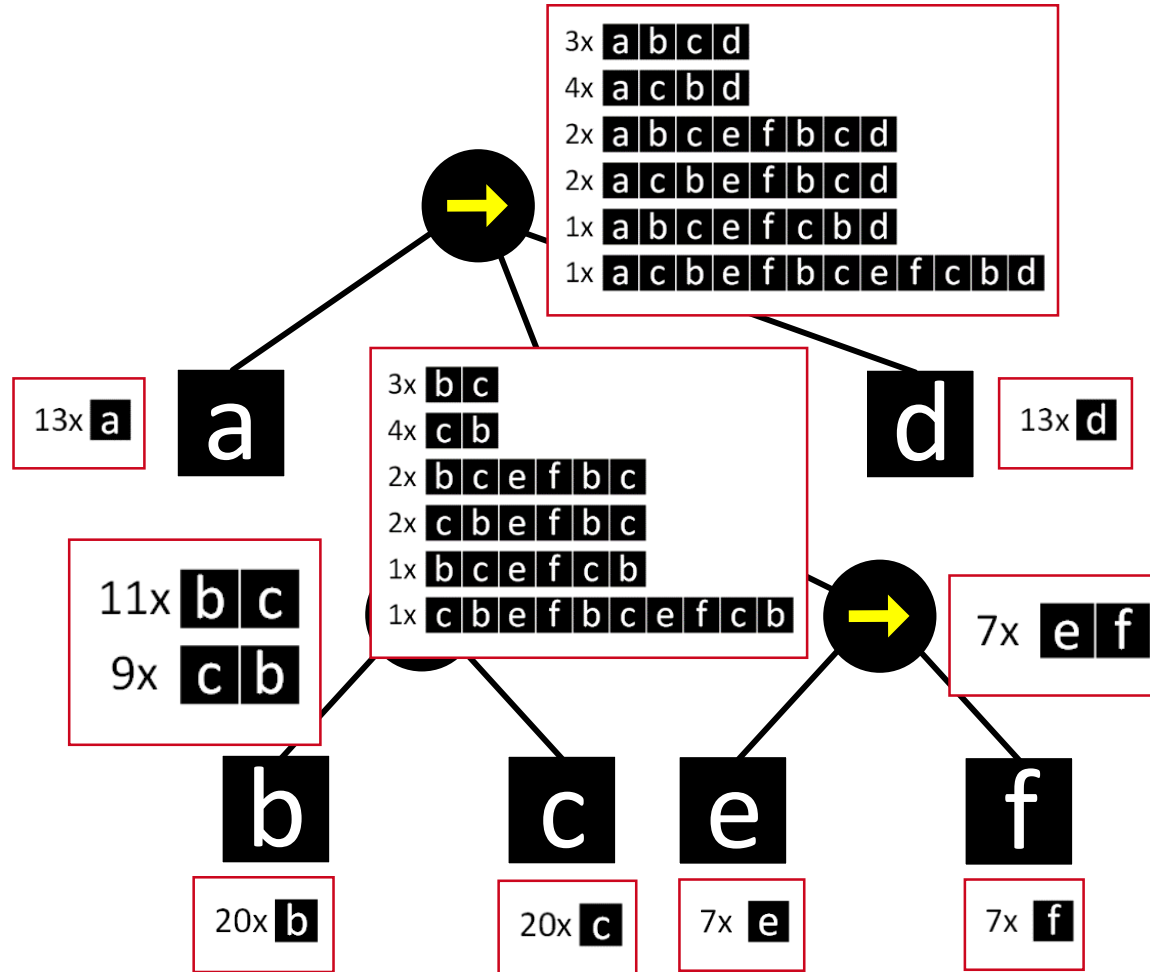 3x a b c d
4x a c b d
2x a b c e f b c d
2x a c b e f b c d
1x a b c e f c b d
1x a c b e f b c e f c b d
13x a
a
3x b c
4x c b
2x b c e f b c
2x c b e f b c
1x b c e f c b
1x c b e f b c e f c b
d
13x d
11x b c
9x c b
7x e f
b
c
e
f
20x b
20x c
7x e
7x f